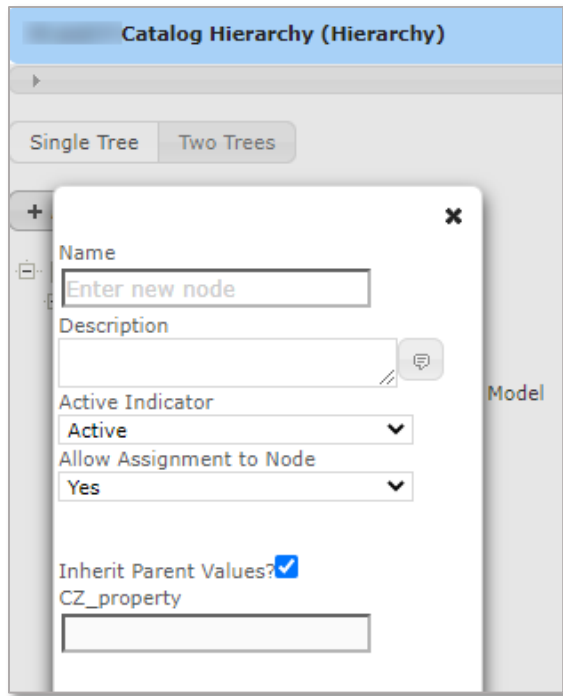 Catalog Hierarchy (Hierarchy)
Single Tree
Two Trees
Name
Enter new node
Description
Active Indicator
Active
Allow Assignment to Node
Yes
Inherit Parent Values?
CZ_property
Model